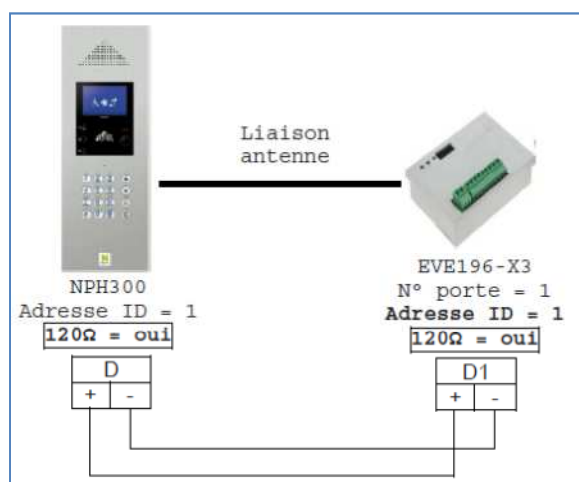 Liaison
antenne
NPH300
Adresse ID = 1
120Ω = oui
D
+ -
EVE196-X3
N° porte = 1
Adresse ID = 1
120Ω = oui
D1
+ -